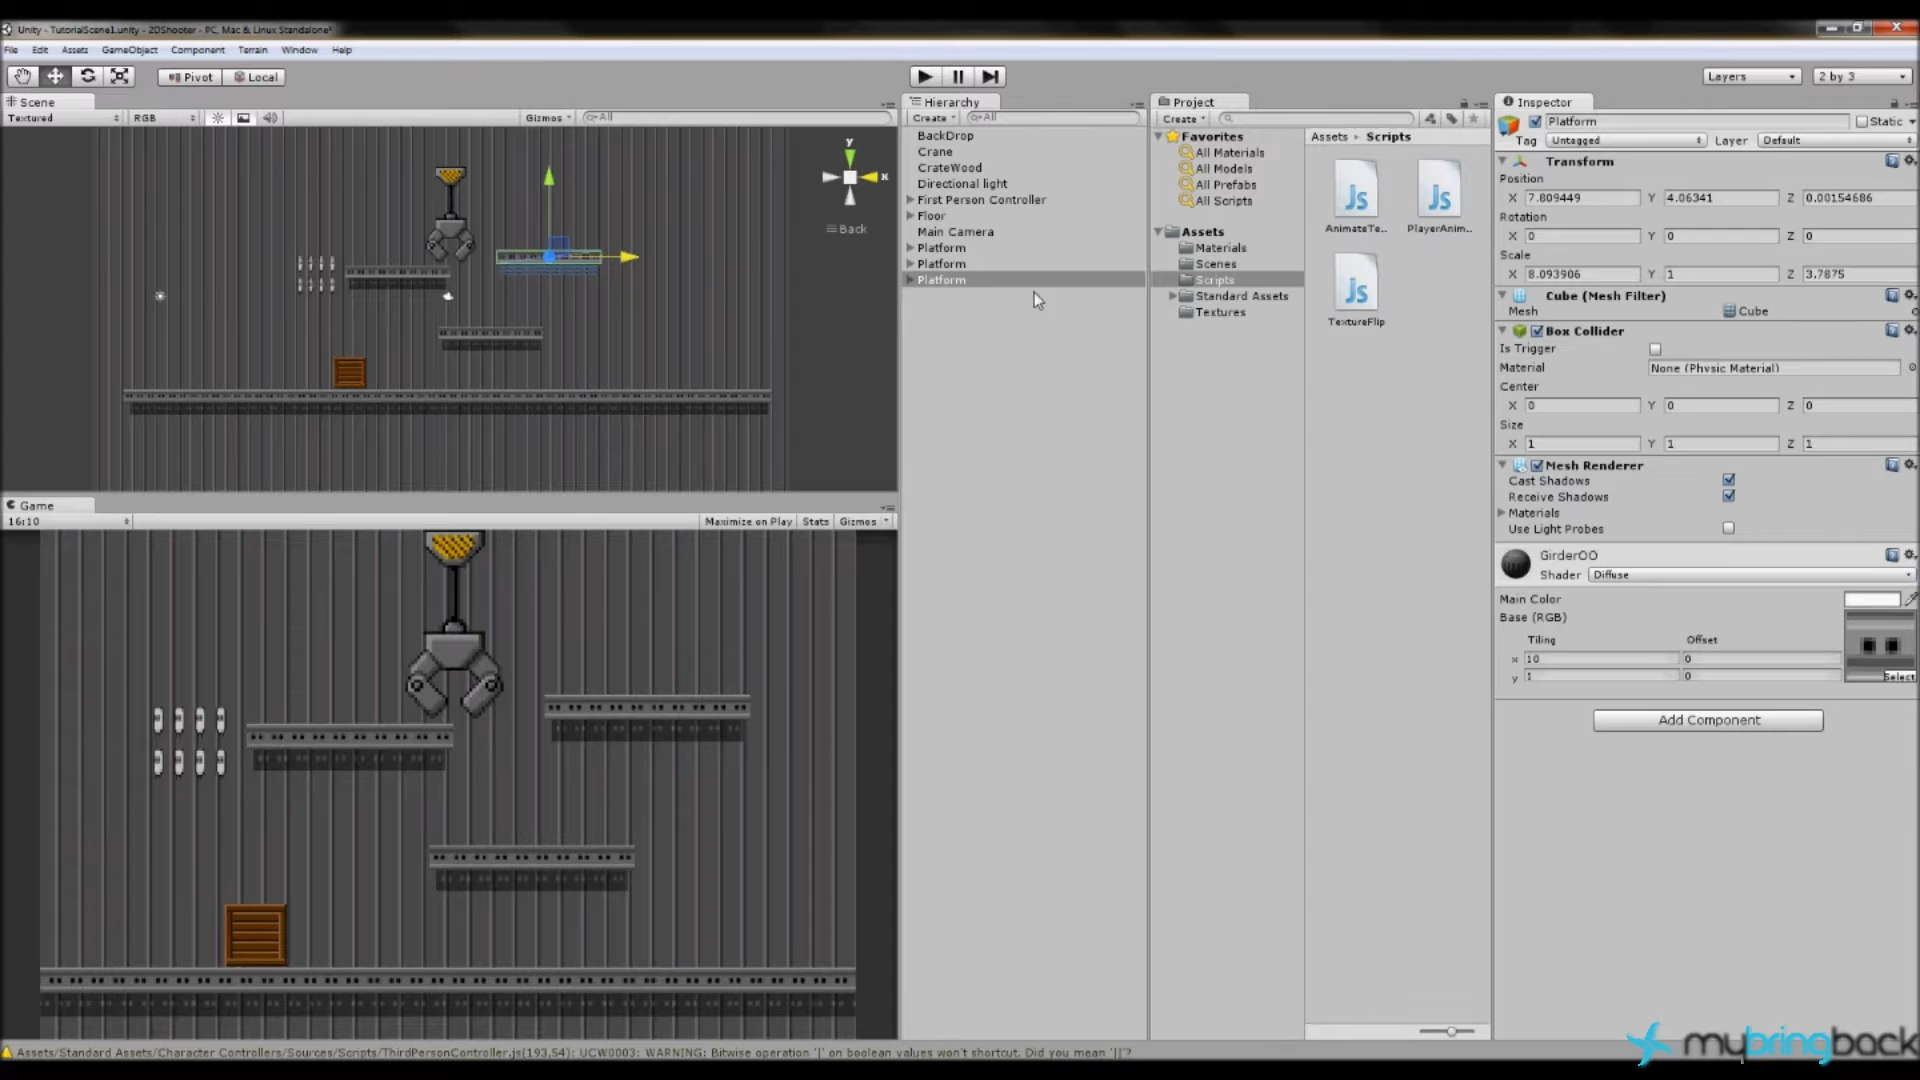 Unity - TutorialScene1.unity - 2DShooter - PC, Mac & Linux Standalone*
File Edit Assets GameObject Component Terrain Window Help
Pivot Local
Layers 2 by 3
Scene
Textured RGB Gizmos All
y
x
Back
Game
16:10 Maximize on Play Stats Gizmos
Hierarchy
Create All
BackDrop
Crane
CrateWood
Directional light
First Person Controller
Floor
Main Camera
Platform
Platform
Platform
Project
Create
Favorites
All Materials
All Models
All Prefabs
All Scripts
Assets
Materials
Scenes
Scripts
Standard Assets
Textures
Assets Scripts
Js Js
AnimateTe... PlayerAnim...
Js
TextureFlip
Inspector
Platform Static
Tag Untagged Layer Default
Transform
Position
X 7.809449 Y 4.06341 Z 0.00154686
Rotation
X 0 Y 0 Z 0
Scale
X 8.093906 Y 1 Z 3.7875
Cube (Mesh Filter)
Mesh Cube
Box Collider
Is Trigger
Material None (Physic Material)
Center
X 0 Y 0 Z 0
Size
X 1 Y 1 Z 1
Mesh Renderer
Cast Shadows
Receive Shadows
Materials
Use Light Probes
GirderOO
Shader Diffuse
Main Color
Base (RGB)
Tiling Offset
x 10 0
y 1 0
Select
Add Component
Assets/Standard Assets/Character Controllers/Sources/Scripts/ThirdPersonController.js(193,54): UCW0003: WARNING: Bitwise operation '|' on boolean values won't shortcut. Did you mean '||'?
mybringback